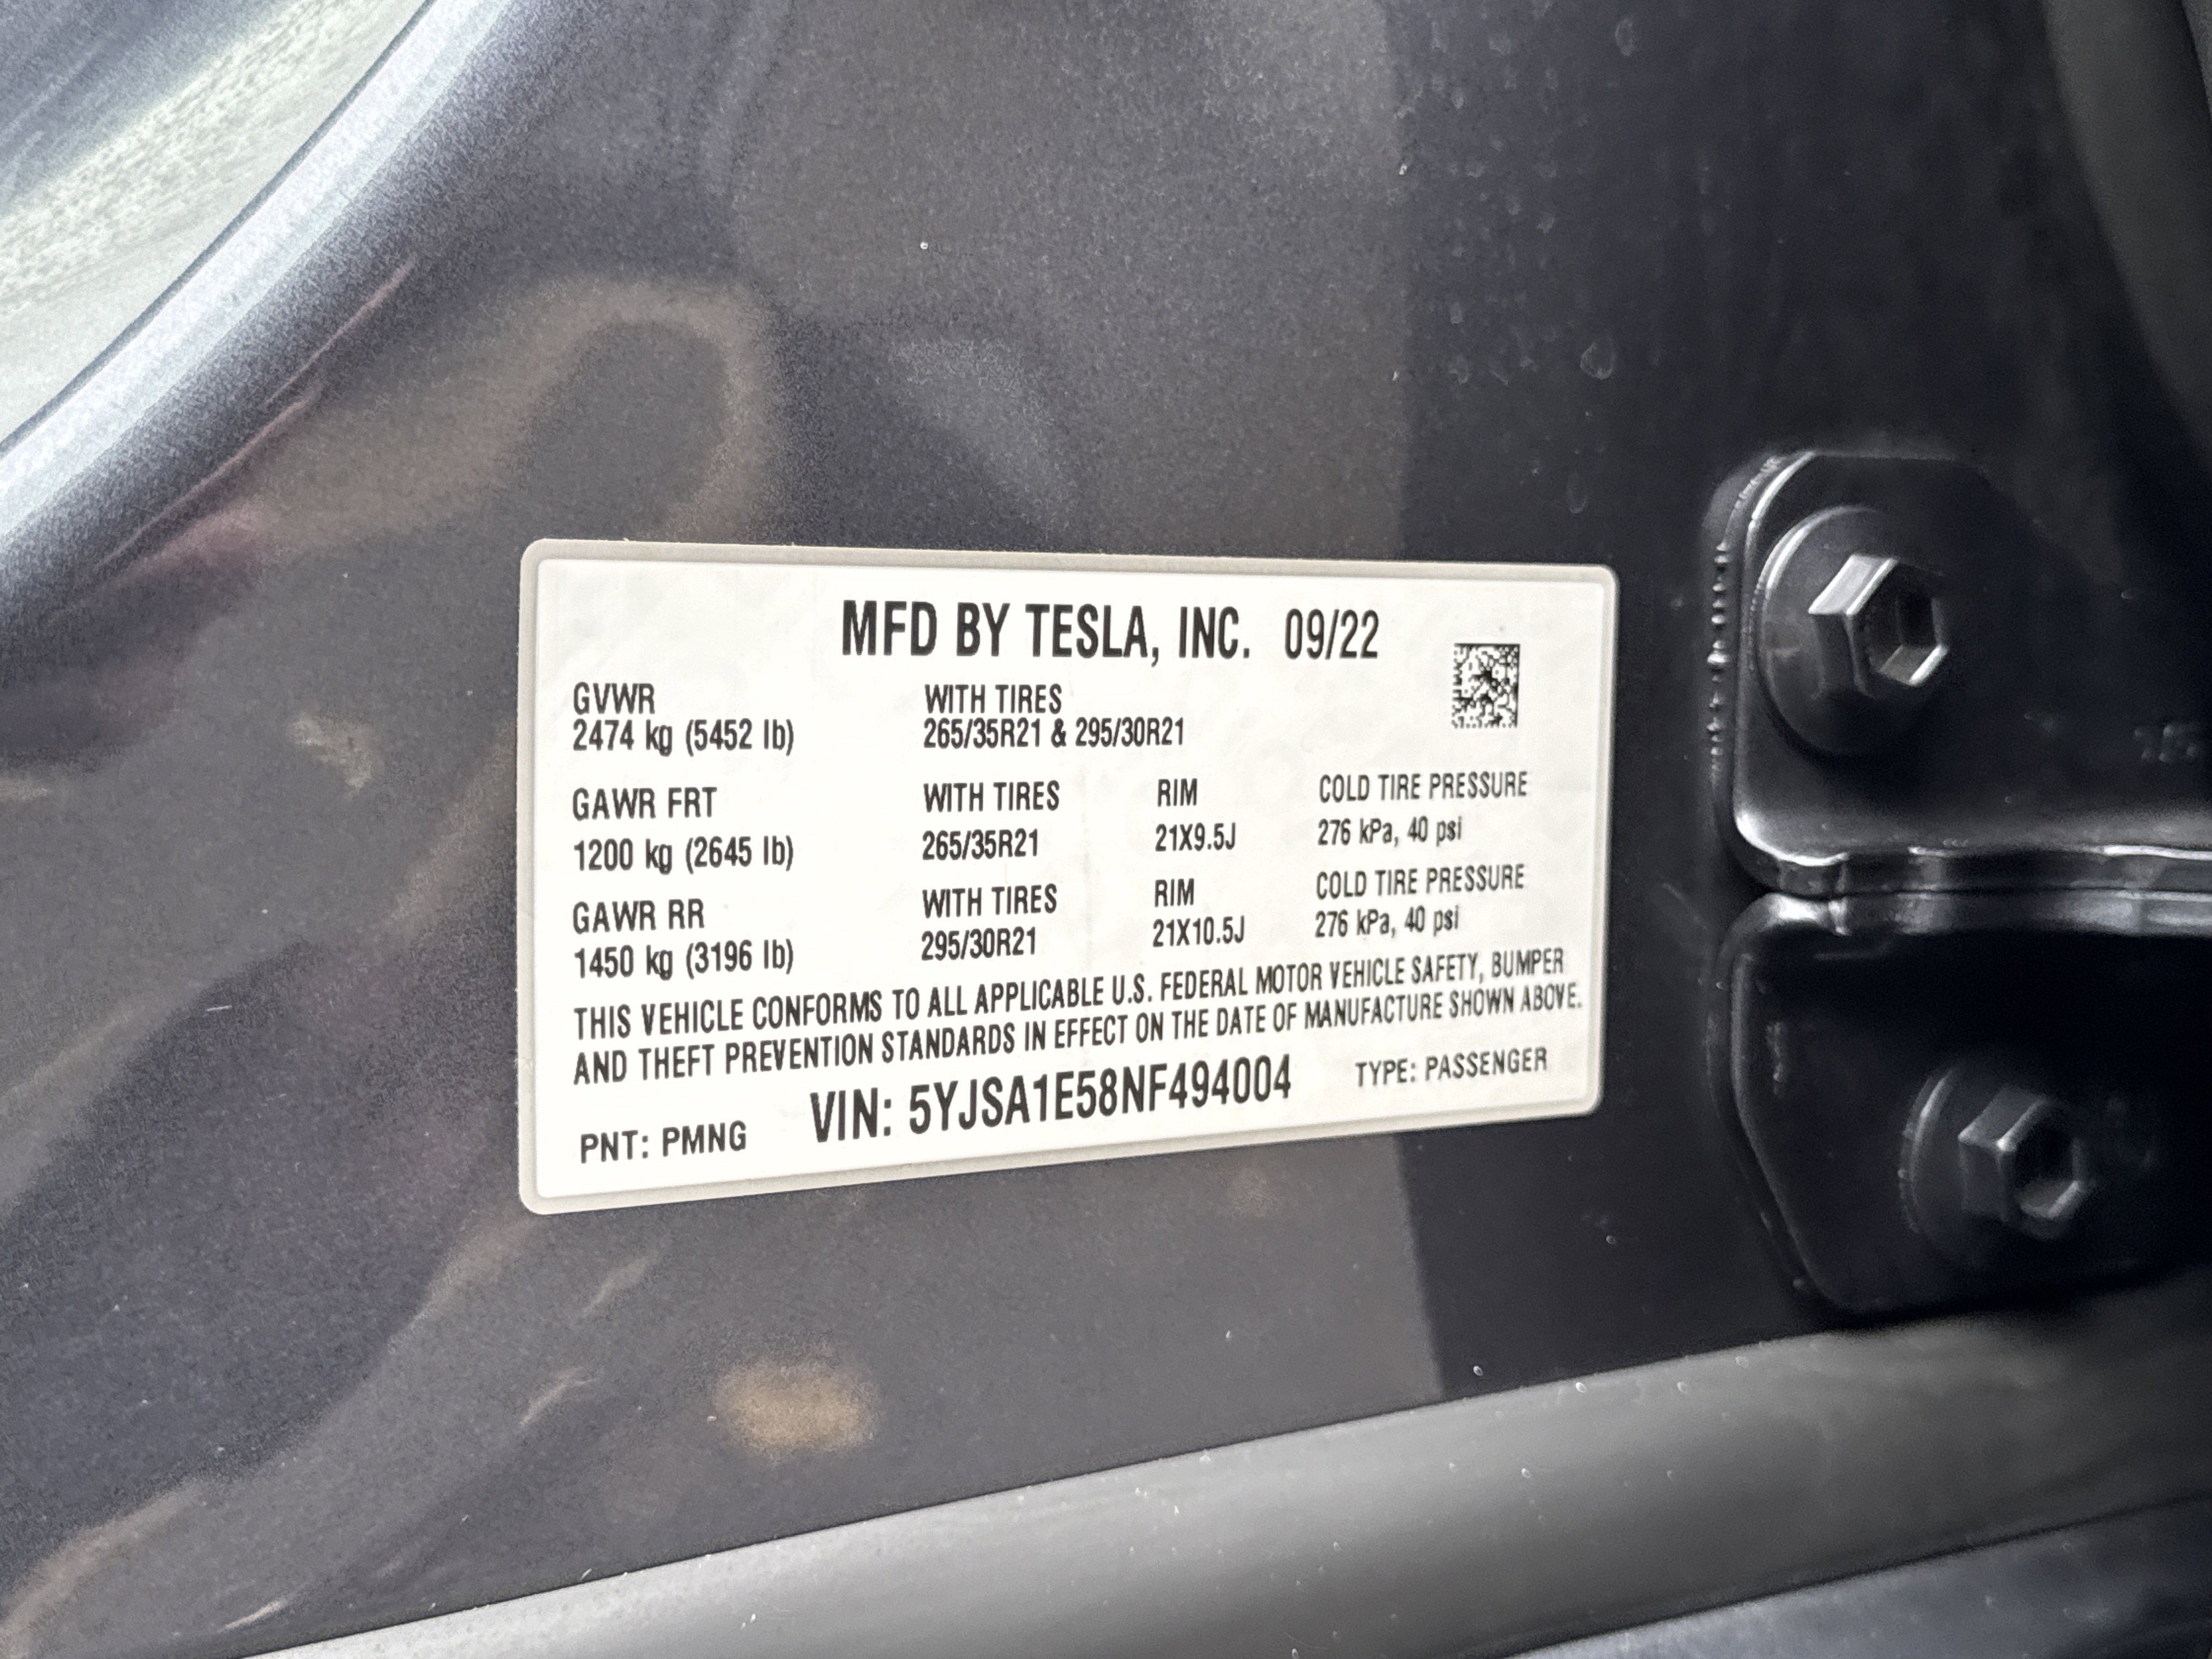 MFD BY TESLA, INC. 09/22
GVWR WITH TIRES
2474 kg (5452 lb) 265/35R21 & 295/30R21
GAWR FRT WITH TIRES RIM COLD TIRE PRESSURE
1200 kg (2645 lb) 265/35R21 21X9.5J 276 kPa, 40 psi
GAWR RR WITH TIRES RIM COLD TIRE PRESSURE
1450 kg (3196 lb) 295/30R21 21X10.5J 276 kPa, 40 psi
THIS VEHICLE CONFORMS TO ALL APPLICABLE U.S. FEDERAL MOTOR VEHICLE SAFETY, BUMPER
AND THEFT PREVENTION STANDARDS IN EFFECT ON THE DATE OF MANUFACTURE SHOWN ABOVE.
PNT: PMNG VIN: 5YJSA1E58NF494004 TYPE: PASSENGER